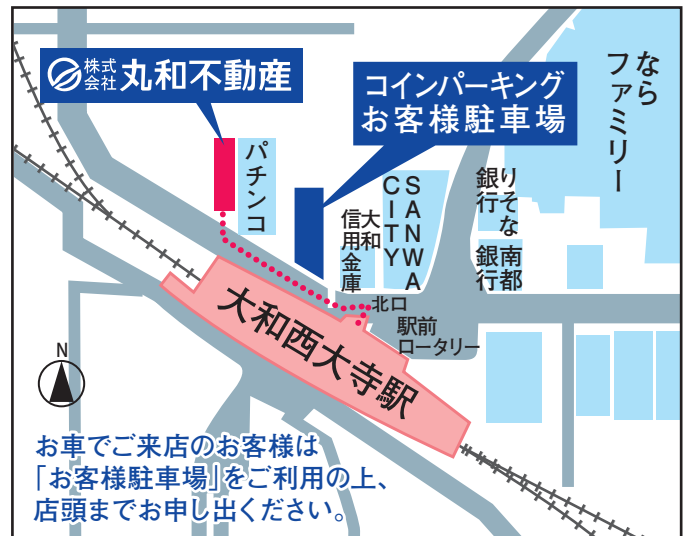 株式会社 丸和不動産
コインパーキング
お客様駐車場
なら
ファミリー
パチンコ
大和
信用金庫
SANWA
CITY
りそな
銀行
南都
銀行
北口
駅前
ロータリー
大和西大寺駅
N
お車でご来店のお客様は
「お客様駐車場」をご利用の上、
店頭までお申し出ください。